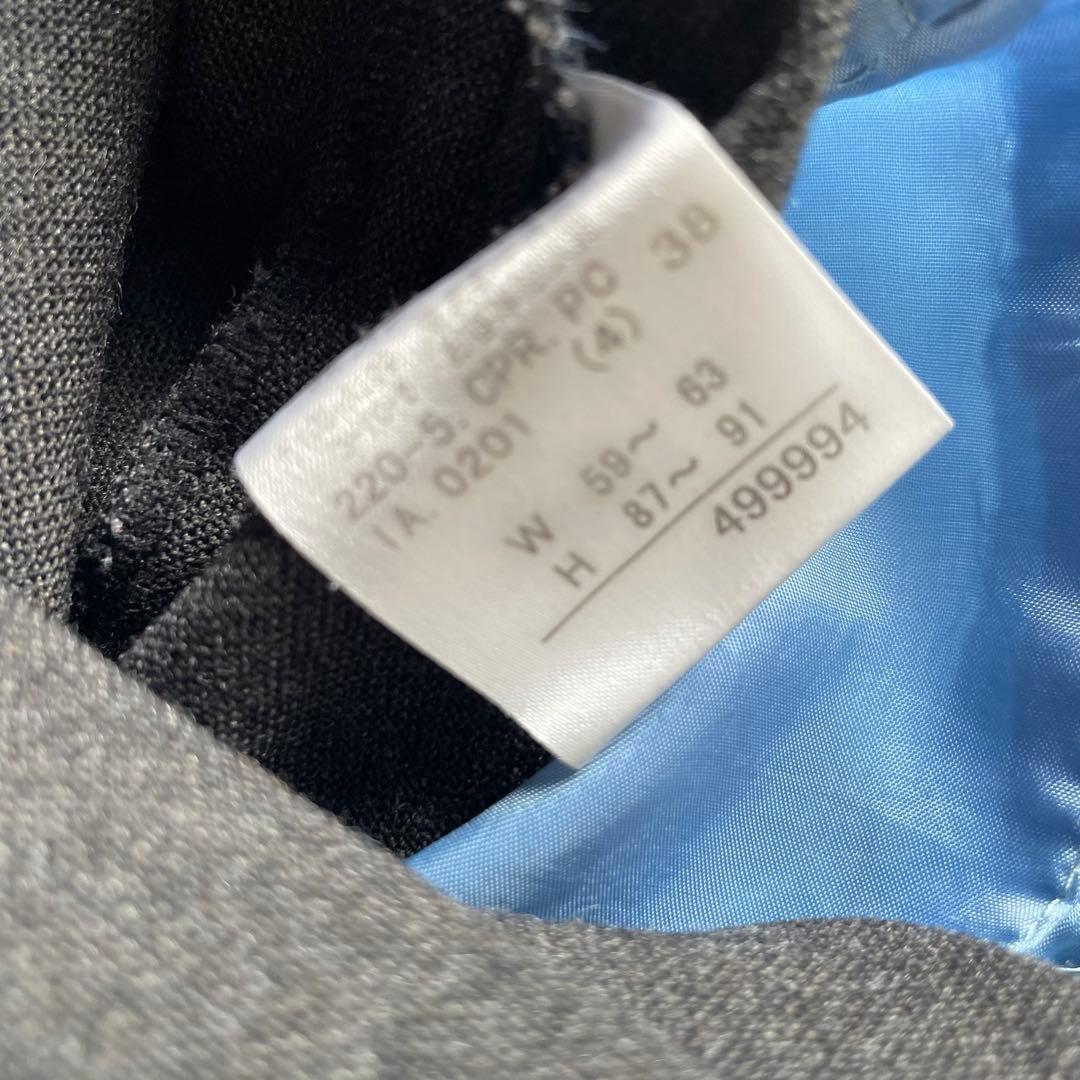 220-5. CPR. PO 38
IA. 0201 (4)
W 59~ 63
H 87~ 91
499994